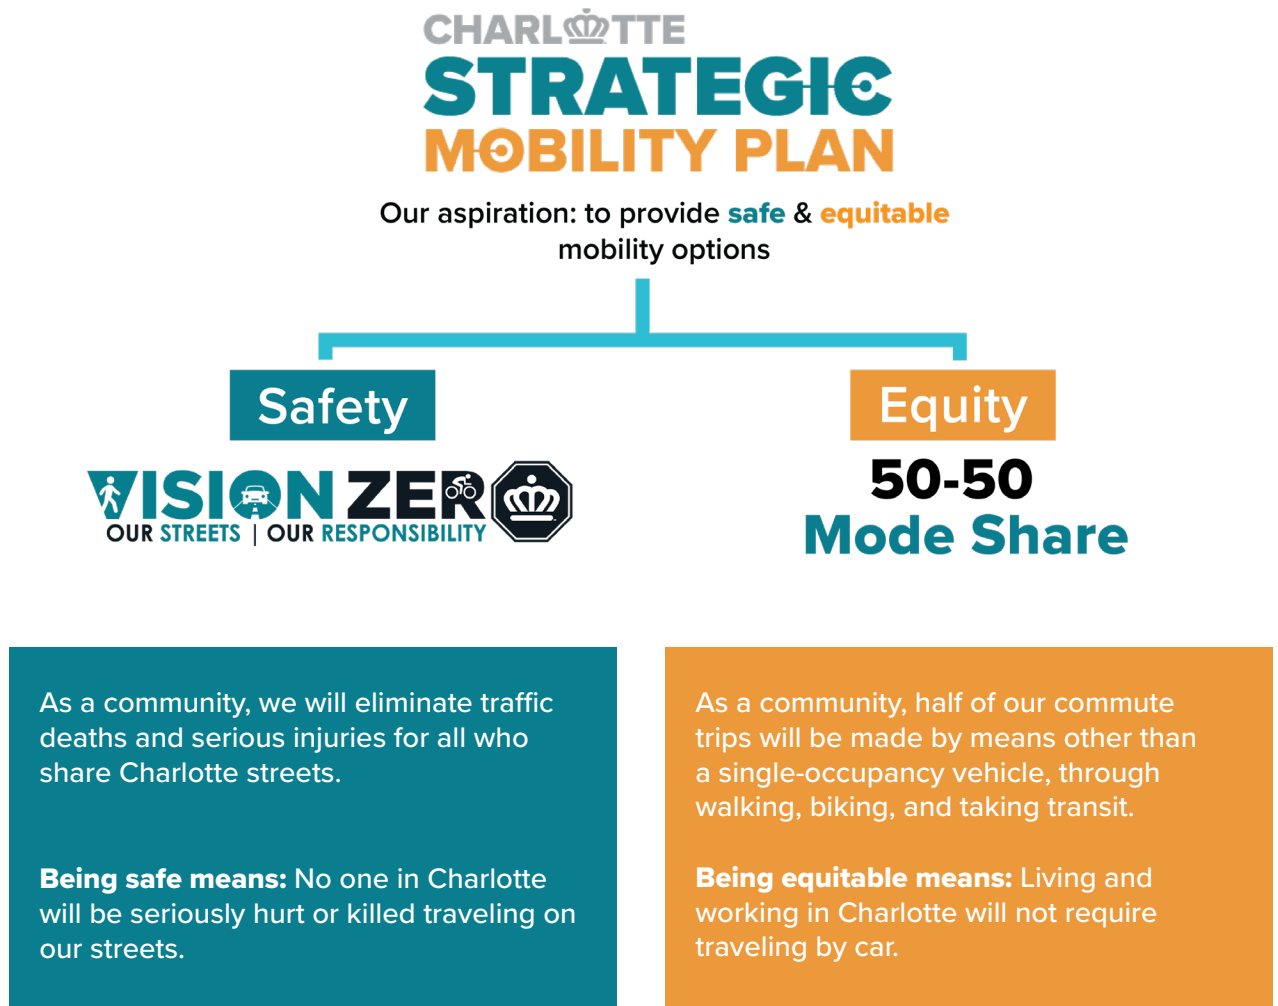 CHARLOTTE
STRATEGIC
MOBILITY PLAN
Our aspiration: to provide safe & equitable
mobility options
Safety
VISION ZERO
OUR STREETS | OUR RESPONSIBILITY
Equity
50-50
Mode Share
As a community, we will eliminate traffic
deaths and serious injuries for all who
share Charlotte streets.
Being safe means: No one in Charlotte
will be seriously hurt or killed traveling on
our streets.
As a community, half of our commute
trips will be made by means other than
a single-occupancy vehicle, through
walking, biking, and taking transit.
Being equitable means: Living and
working in Charlotte will not require
traveling by car.